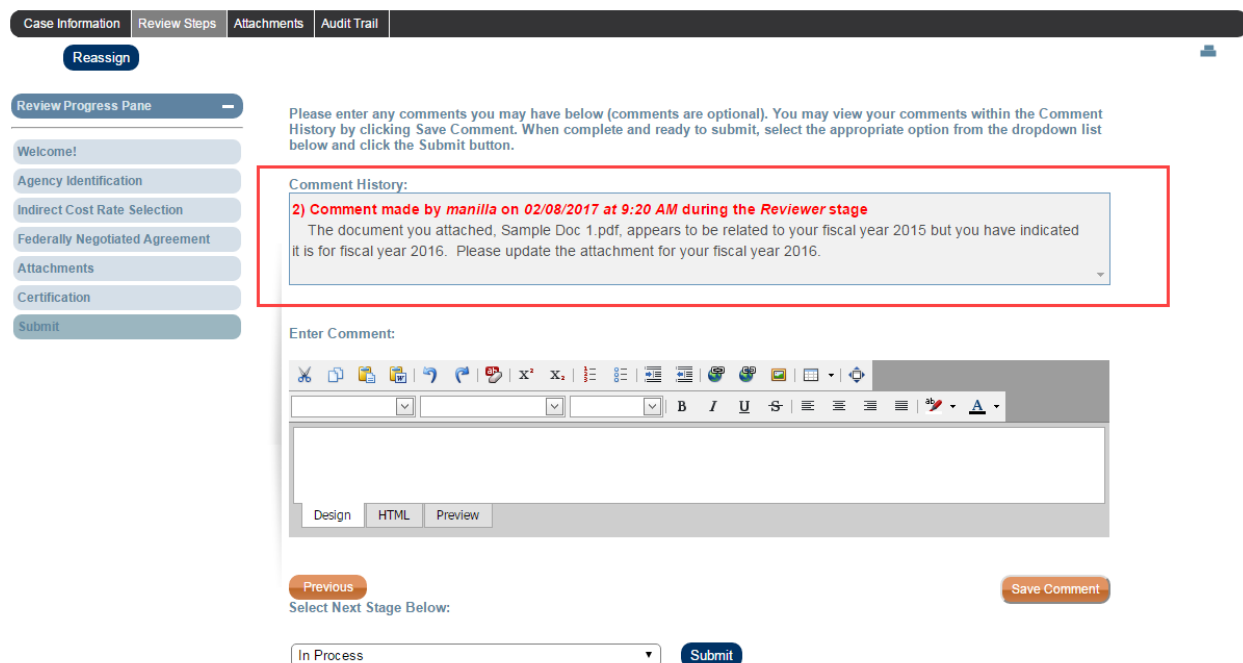 Case Information Review Steps Attachments Audit Trail
Reassign
Review Progress Pane
Welcome!
Agency Identification
Indirect Cost Rate Selection
Federally Negotiated Agreement
Attachments
Certification
Submit
Please enter any comments you may have below (comments are optional). You may view your comments within the Comment
History by clicking Save Comment. When complete and ready to submit, select the appropriate option from the dropdown list
below and click the Submit button.
Comment History:
2) Comment made by manilla on 02/08/2017 at 9:20 AM during the Reviewer stage
The document you attached, Sample Doc 1.pdf, appears to be related to your fiscal year 2015 but you have indicated
it is for fiscal year 2016. Please update the attachment for your fiscal year 2016.
Enter Comment:
B I U S
Design HTML Preview
Previous
Save Comment
Select Next Stage Below:
In Process
Submit